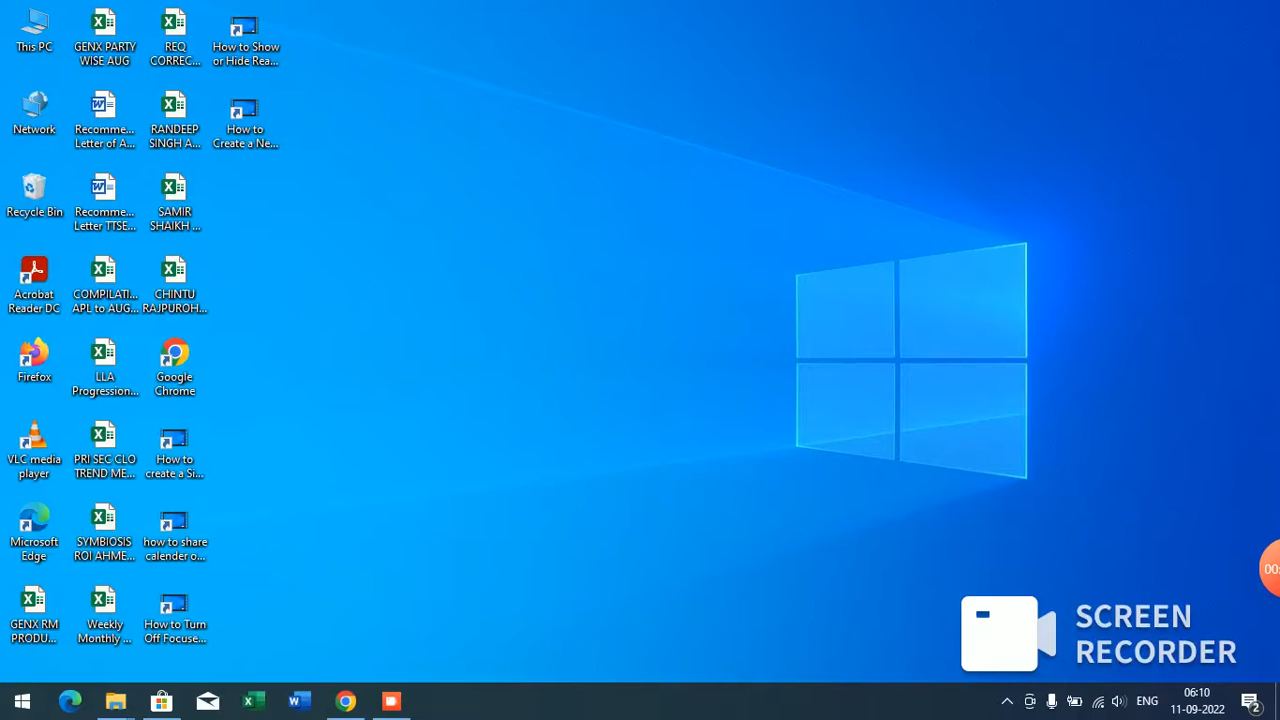 This PC
GENX PARTY
WISE AUG
REQ
CORREC...
How to Show
or Hide Rea...
Network
Recomme...
Letter of A...
RANDEEP
SINGH A...
How to
Create a Ne...
Recycle Bin
Recomme...
Letter TTSE...
SAMIR
SHAIKH ...
Acrobat
Reader DC
COMPILATI...
APL to AUG...
CHINTU
RAJPUROH...
Firefox
LLA
Progression...
Google
Chrome
VLC media
player
PRI SEC CLO
TREND ME...
How to
create a Si...
Microsoft
Edge
SYMBIOSIS
ROI AHME...
how to share
calender o...
GENX RM
PRODU...
Weekly
Monthly ...
How to Turn
Off Focuse...
00:
SCREEN
RECORDER
ENG
06:10
11-09-2022
2